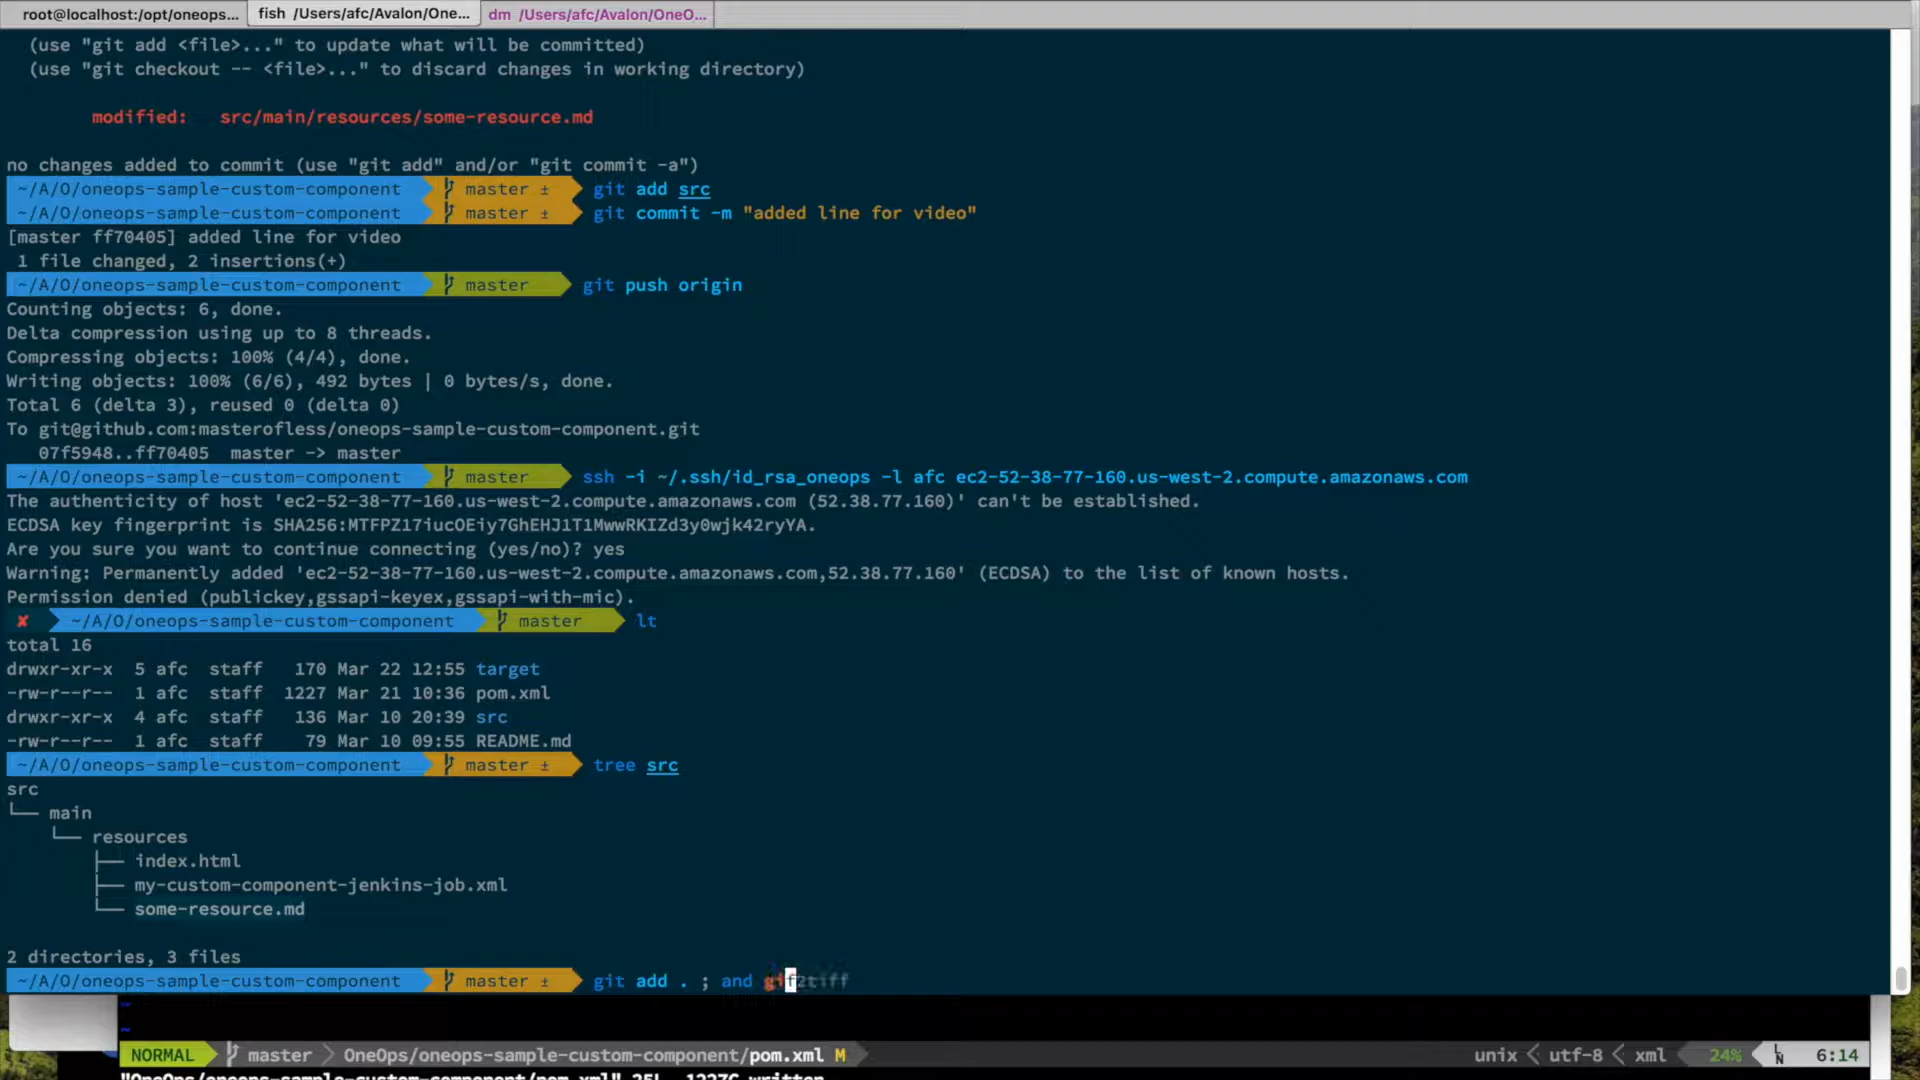 root@localhost:/opt/oneops...
fish /Users/afc/Avalon/One...
dm /Users/afc/Avalon/OneO...
(use "git add <file>..." to update what will be committed)
(use "git checkout -- <file>..." to discard changes in working directory)
modified: src/main/resources/some-resource.md
no changes added to commit (use "git add" and/or "git commit -a")
~/A/O/oneops-sample-custom-component master ± git add src
~/A/O/oneops-sample-custom-component master ± git commit -m "added line for video"
[master ff70405] added line for video
1 file changed, 2 insertions(+)
~/A/O/oneops-sample-custom-component master git push origin
Counting objects: 6, done.
Delta compression using up to 8 threads.
Compressing objects: 100% (4/4), done.
Writing objects: 100% (6/6), 492 bytes | 0 bytes/s, done.
Total 6 (delta 3), reused 0 (delta 0)
To git@github.com:masterofless/oneops-sample-custom-component.git
07f5948..ff70405 master -> master
~/A/O/oneops-sample-custom-component master ssh -i ~/.ssh/id_rsa_oneops -l afc ec2-52-38-77-160.us-west-2.compute.amazonaws.com
The authenticity of host 'ec2-52-38-77-160.us-west-2.compute.amazonaws.com (52.38.77.160)' can't be established.
ECDSA key fingerprint is SHA256:MTFPZ17iucOEiy7GhEHJ1T1MwwRKIZd3y0wjk42ryYA.
Are you sure you want to continue connecting (yes/no)? yes
Warning: Permanently added 'ec2-52-38-77-160.us-west-2.compute.amazonaws.com,52.38.77.160' (ECDSA) to the list of known hosts.
Permission denied (publickey,gssapi-keyex,gssapi-with-mic).
✘ ~/A/O/oneops-sample-custom-component master lt
total 16
drwxr-xr-x 5 afc staff 170 Mar 22 12:55 target
-rw-r--r-- 1 afc staff 1227 Mar 21 10:36 pom.xml
drwxr-xr-x 4 afc staff 136 Mar 10 20:39 src
-rw-r--r-- 1 afc staff 79 Mar 10 09:55 README.md
~/A/O/oneops-sample-custom-component master ± tree src
src
└── main
└── resources
├── index.html
├── my-custom-component-jenkins-job.xml
└── some-resource.md
2 directories, 3 files
~/A/O/oneops-sample-custom-component master ± git add . ; and gif2tiff
~
~
NORMAL master OneOps/oneops-sample-custom-component/pom.xml M unix utf-8 xml 24% LN 6:14
"OneOps/oneops-sample-custom-component/pom.xml" 35L, 1227C written